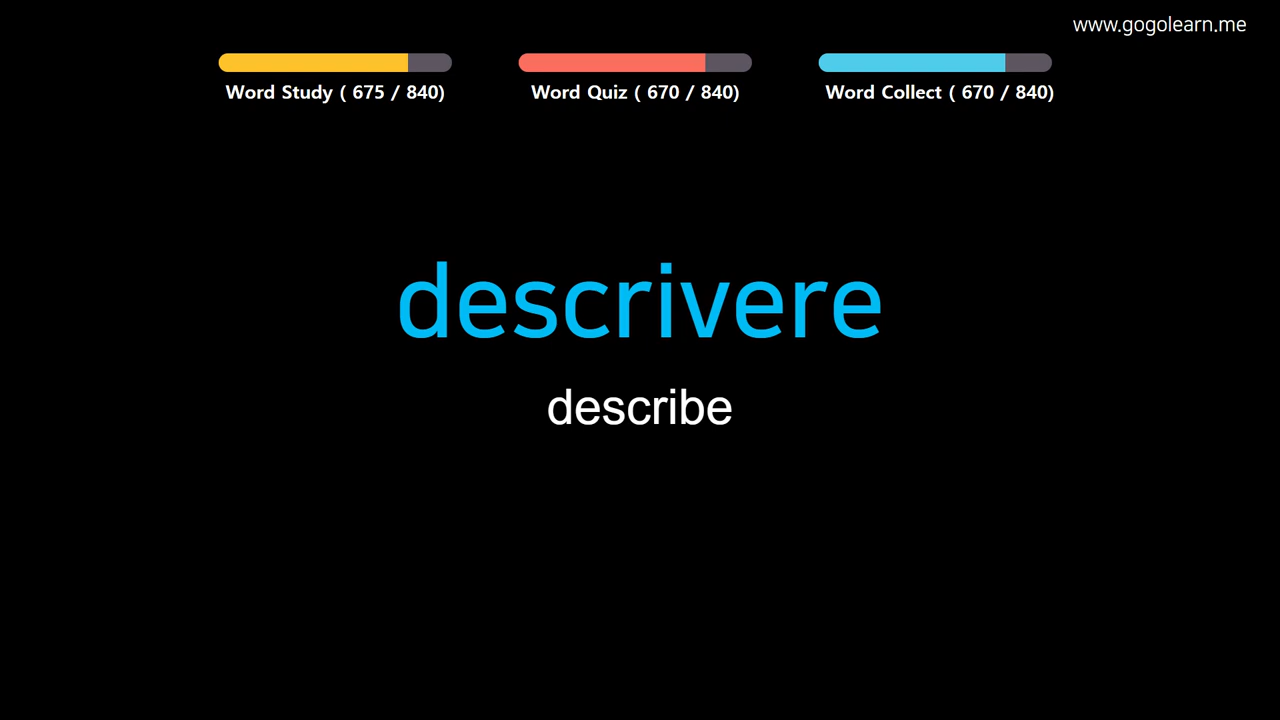 www.gogolearn.me
Word Study ( 675 / 840)
Word Quiz ( 670 / 840)
Word Collect ( 670 / 840)
descrivere
describe